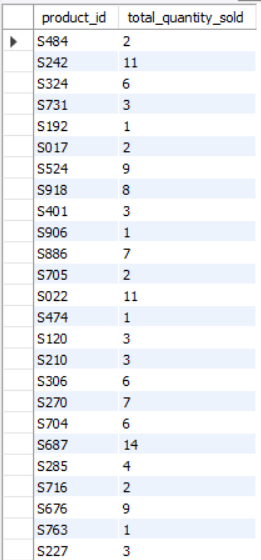 product_id total_quantity_sold
S484 2
S242 11
S324 6
S731 3
S192 1
S017 2
S524 9
S918 8
S401 3
S906 1
S886 7
S705 2
S022 11
S474 1
S120 3
S210 3
S306 6
S270 7
S704 6
S687 14
S285 4
S716 2
S676 9
S763 1
S227 3